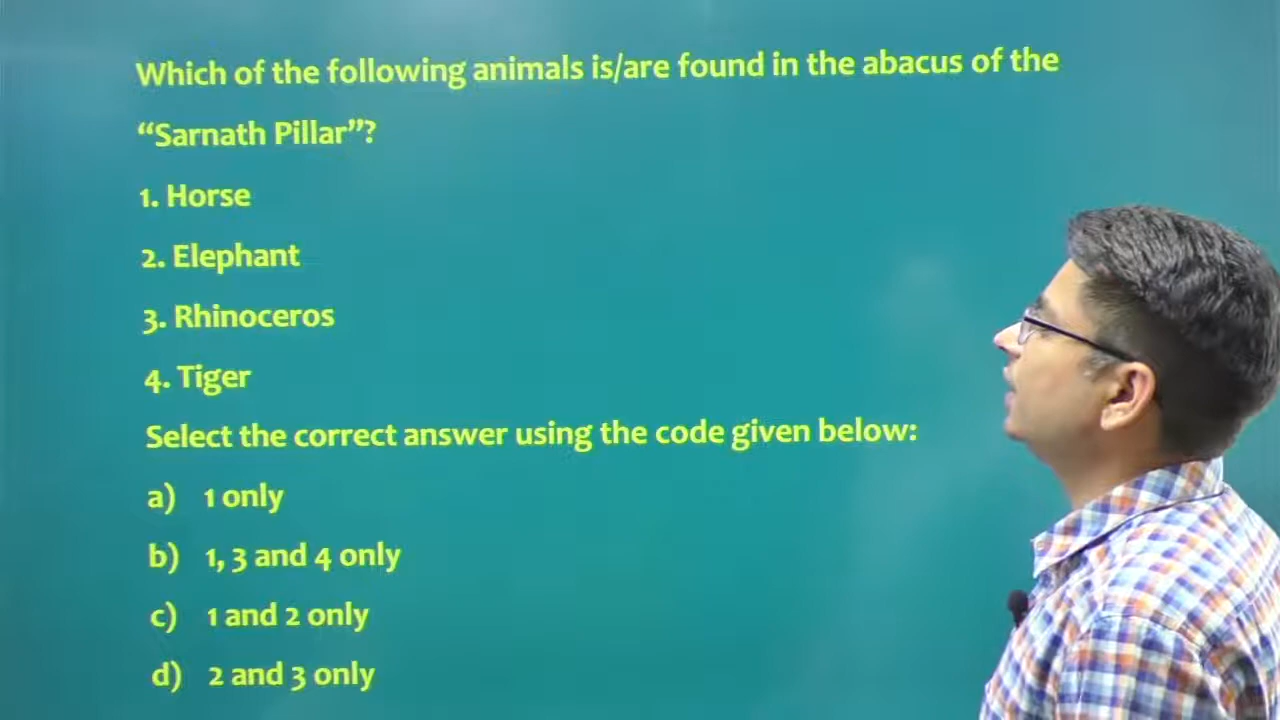 Which of the following animals is/are found in the abacus of the
“Sarnath Pillar”?
1. Horse
2. Elephant
3. Rhinoceros
4. Tiger
Select the correct answer using the code given below:
a) 1 only
b) 1, 3 and 4 only
c) 1 and 2 only
d) 2 and 3 only